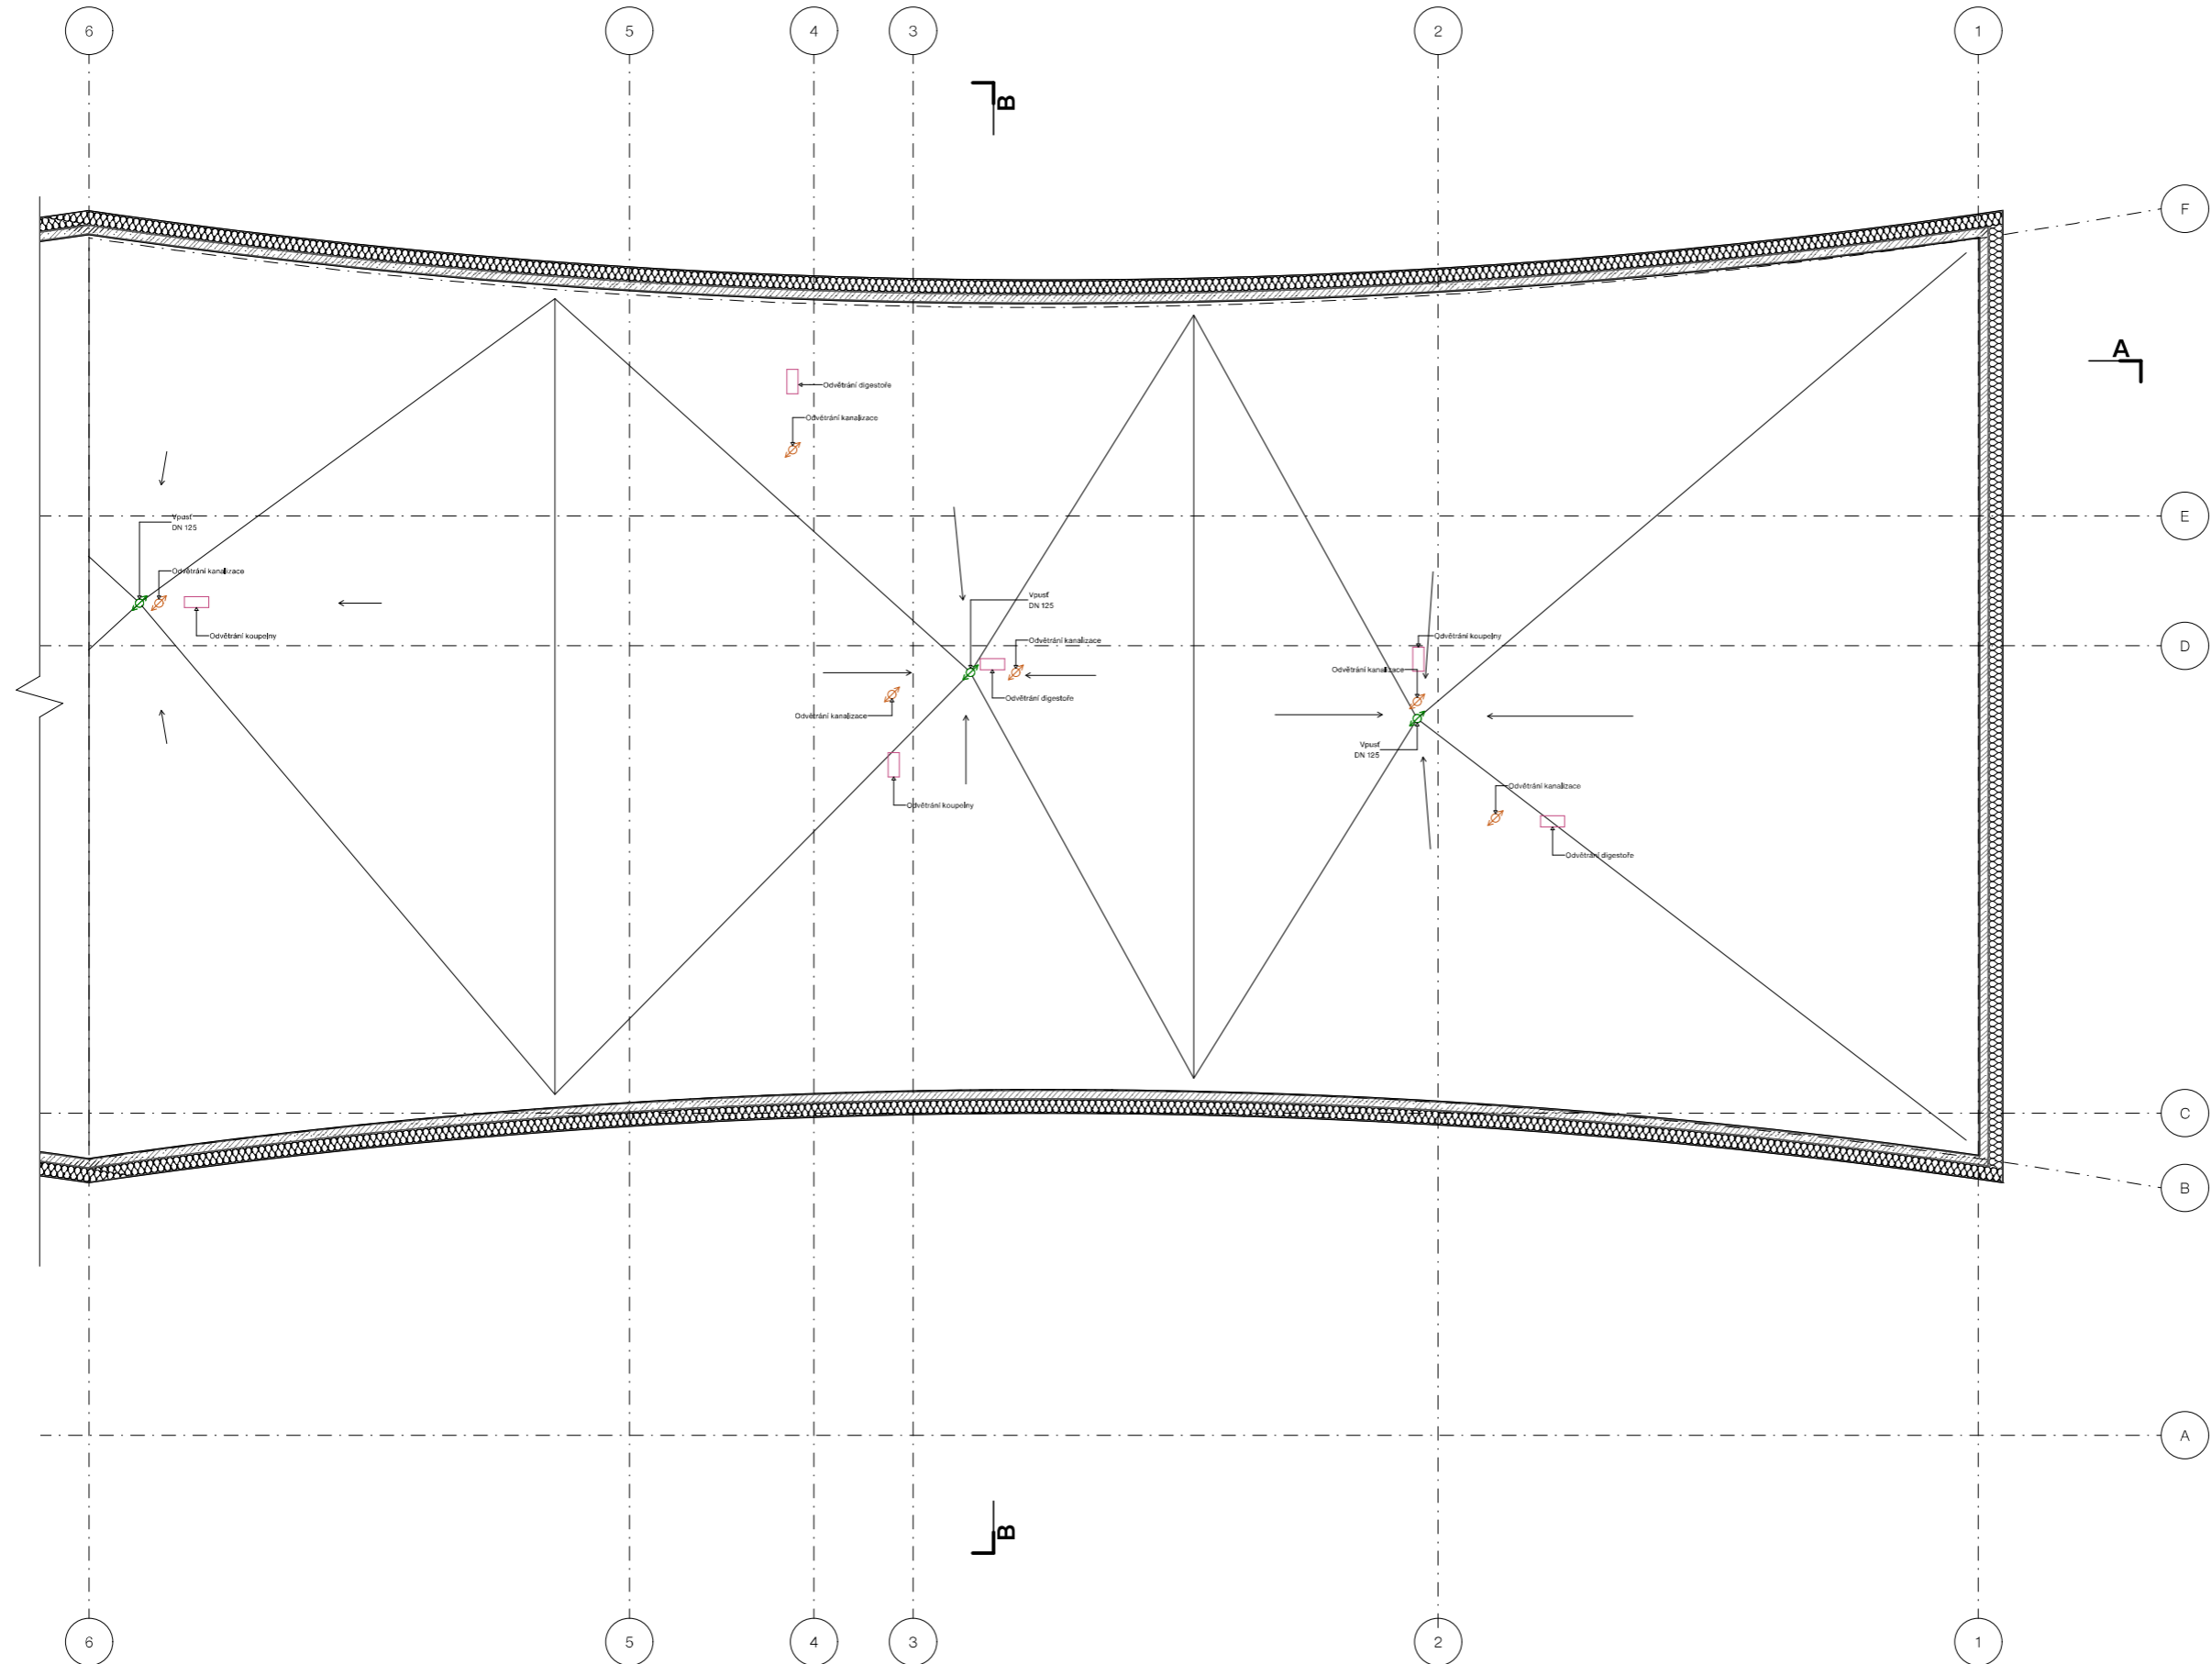 6
5
4
3
2
1
B
F
A
Odvětrání digestoře
Odvětrání kanalizace
Vpusť
DN 125
E
Odvětrání kanalizace
Odvětrání koupelny
Vpusť
DN 125
Odvětrání kanalizace
Odvětrání digestoře
Odvětrání koupelny
D
Odvětrání kanalizace
Odvětrání kanalizace
Vpusť
DN 125
Odvětrání koupelny
Odvětrání kanalizace
Odvětrání digestoře
C
B
A
B
6
5
4
3
2
1